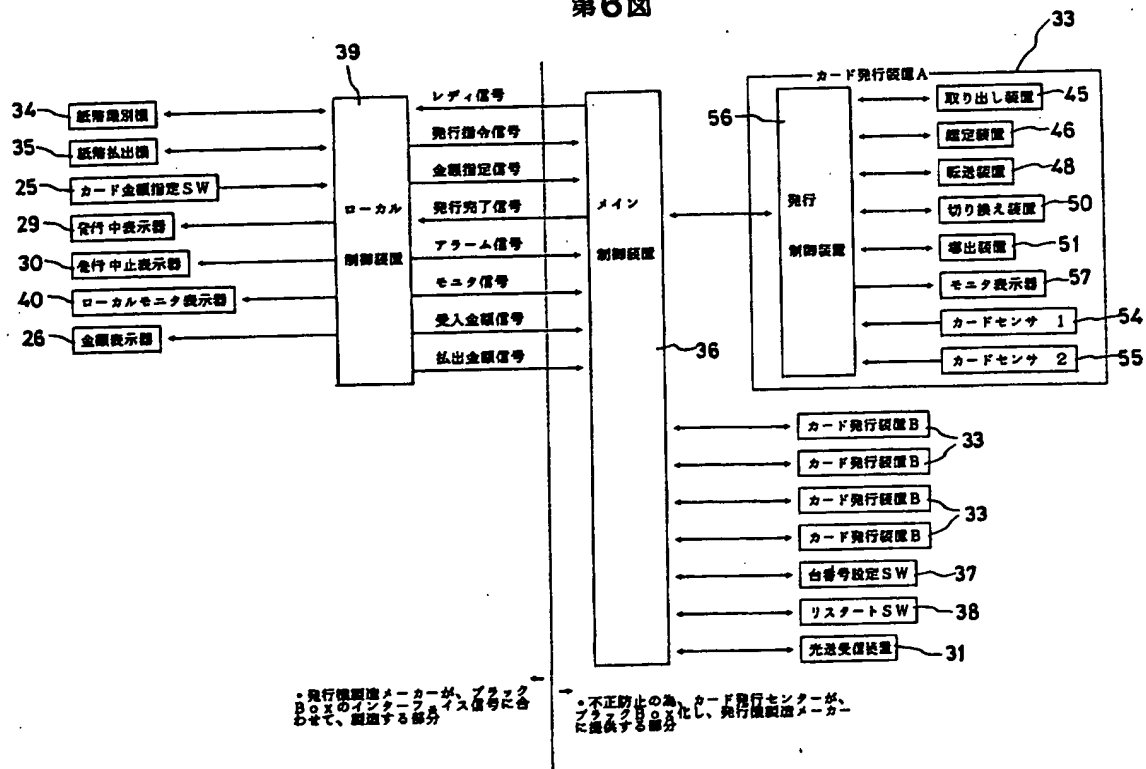 第6図
39
34
紙幣識別機
35
紙幣払出機
25
カード金額指定SW
29
発行中表示器
30
発行中止表示器
40
ローカルモニタ表示器
26
金額表示器
ローカル
制御装置
レディ信号
発行指令信号
金額指定信号
発行完了信号
アラーム信号
モニタ信号
受入金額信号
払出金額信号
メイン
制御装置
36
33
カード発行装置A
56
発行
制御装置
取り出し装置
45
鑑定装置
46
転送装置
48
切り換え装置
50
導出装置
51
モニタ表示器
57
カードセンサ 1
54
カードセンサ 2
55
カード発行装置B
カード発行装置B
33
カード発行装置B
カード発行装置B
33
台番号設定SW
37
リスタートSW
38
光送受信装置
31
・発行機製造メーカーが、ブラック
Boxのインターフェイス信号に合
わせて、製造する部分
・不正防止の為、カード発行センターが、
ブラックBox化し、発行機製造メーカー
に提供する部分